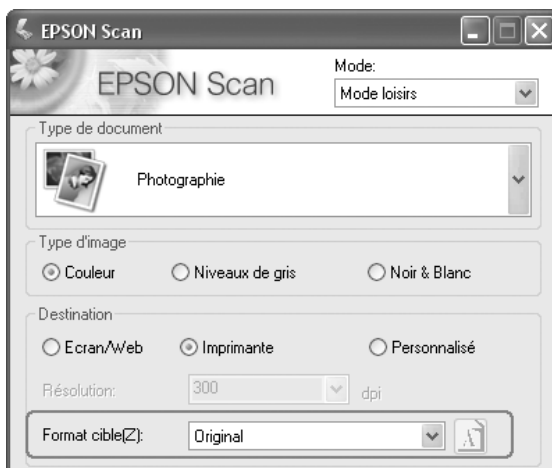 EPSON Scan
EPSON Scan
Mode:
Mode loisirs
Type de document
Photographie
Type d'image
Couleur Niveaux de gris Noir & Blanc
Destination
Ecran/Web Imprimante Personnalisé
Résolution: 300 dpi
Format cible(Z): Original